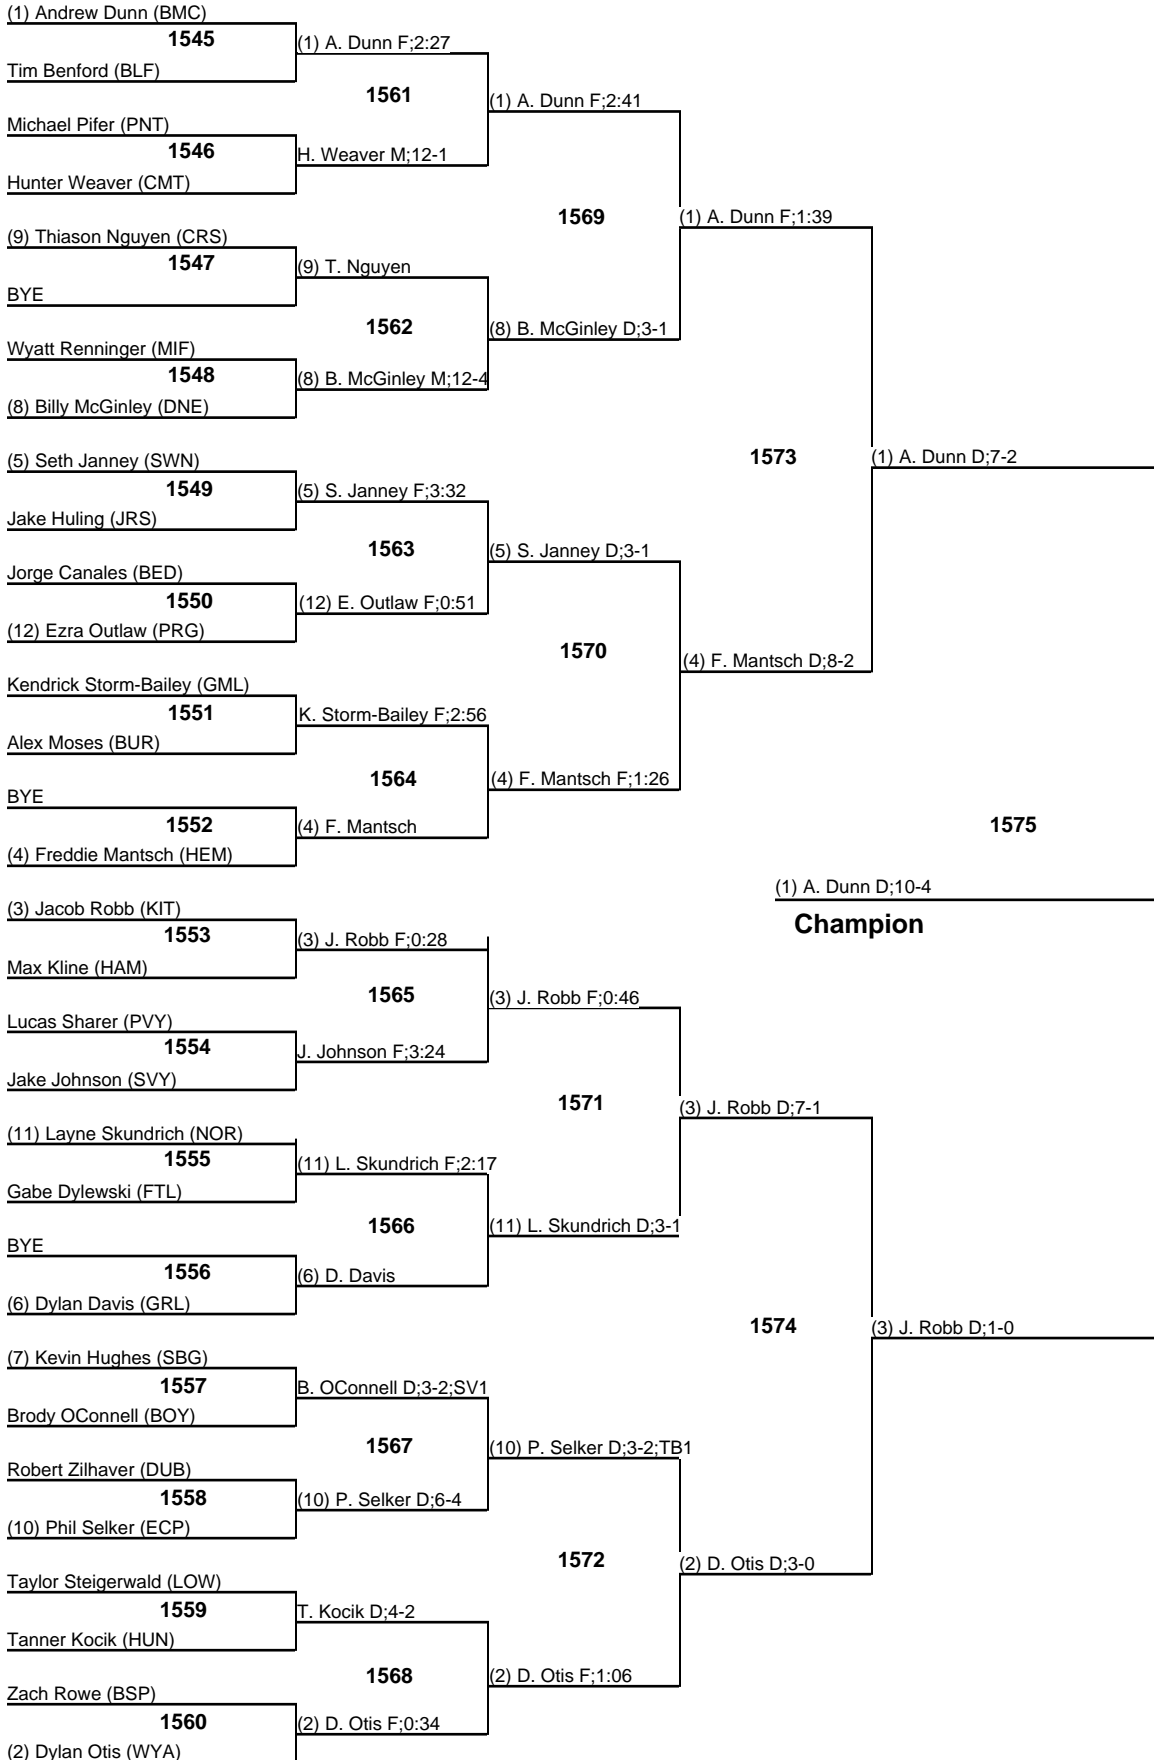 (1) Andrew Dunn (BMC)
1545
(1) A. Dunn F;2:27
Tim Benford (BLF)
1561
(1) A. Dunn F;2:41
Michael Pifer (PNT)
1546
H. Weaver M;12-1
Hunter Weaver (CMT)
1569
(1) A. Dunn F;1:39
(9) Thiason Nguyen (CRS)
1547
(9) T. Nguyen
BYE
1562
(8) B. McGinley D;3-1
Wyatt Renninger (MIF)
1548
(8) B. McGinley M;12-4
(8) Billy McGinley (DNE)
1573
(1) A. Dunn D;7-2
(5) Seth Janney (SWN)
1549
(5) S. Janney F;3:32
Jake Huling (JRS)
1563
(5) S. Janney D;3-1
Jorge Canales (BED)
1550
(12) E. Outlaw F;0:51
(12) Ezra Outlaw (PRG)
1570
(4) F. Mantsch D;8-2
Kendrick Storm-Bailey (GML)
1551
K. Storm-Bailey F;2:56
Alex Moses (BUR)
1564
(4) F. Mantsch F;1:26
BYE
1552
(4) F. Mantsch
(4) Freddie Mantsch (HEM)
1575
(1) A. Dunn D;10-4
Champion
(3) Jacob Robb (KIT)
1553
(3) J. Robb F;0:28
Max Kline (HAM)
1565
(3) J. Robb F;0:46
Lucas Sharer (PVY)
1554
J. Johnson F;3:24
Jake Johnson (SVY)
1571
(3) J. Robb D;7-1
(11) Layne Skundrich (NOR)
1555
(11) L. Skundrich F;2:17
Gabe Dylewski (FTL)
1566
(11) L. Skundrich D;3-1
BYE
1556
(6) D. Davis
(6) Dylan Davis (GRL)
1574
(3) J. Robb D;1-0
(7) Kevin Hughes (SBG)
1557
B. OConnell D;3-2;SV1
Brody OConnell (BOY)
1567
(10) P. Selker D;3-2;TB1
Robert Zilhaver (DUB)
1558
(10) P. Selker D;6-4
(10) Phil Selker (ECP)
1572
(2) D. Otis D;3-0
Taylor Steigerwald (LOW)
1559
T. Kocik D;4-2
Tanner Kocik (HUN)
1568
(2) D. Otis F;1:06
Zach Rowe (BSP)
1560
(2) D. Otis F;0:34
(2) Dylan Otis (WYA)